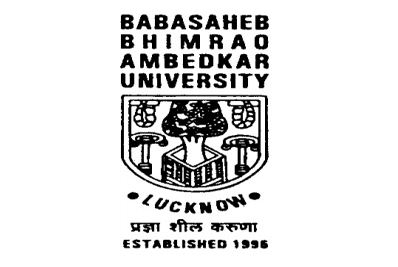 BABASAHEB
BHIMRAO
AMBEDKAR
UNIVERSITY
• LUCKNOW •
प्रज्ञा शील करुणा
ESTABLISHED 1996